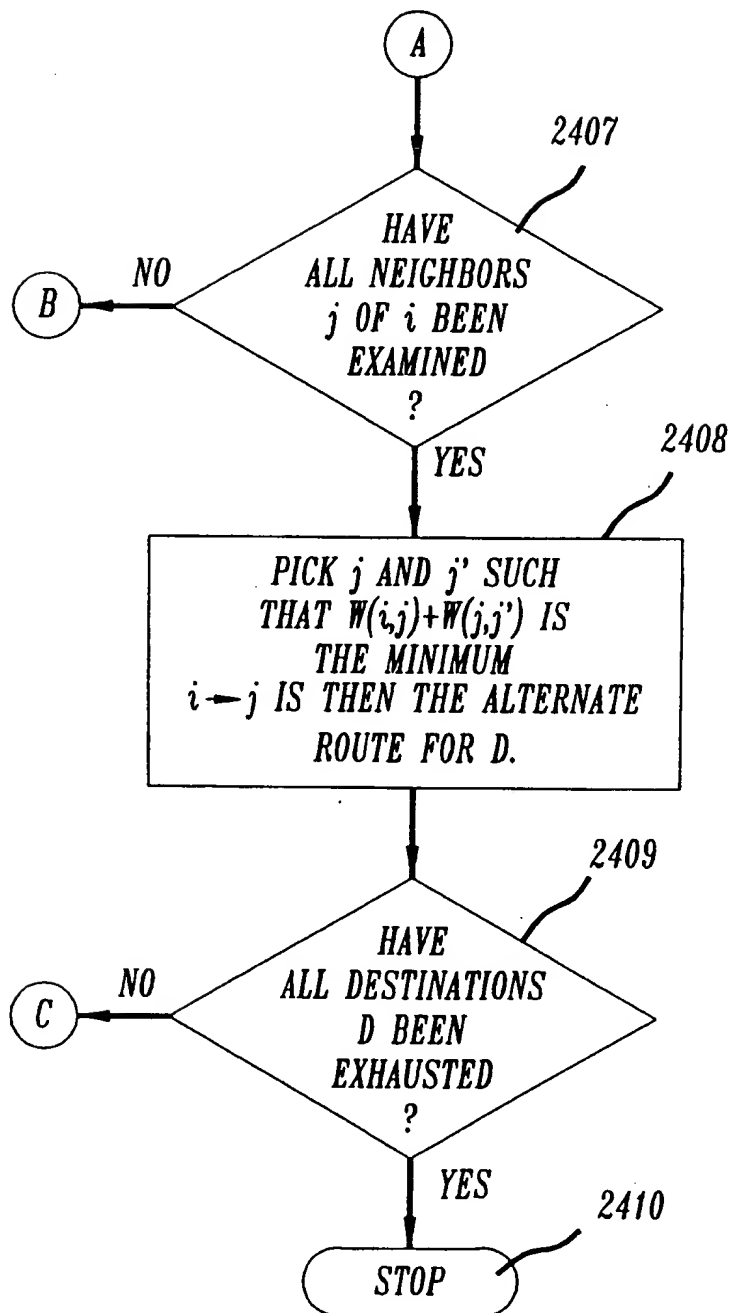 A
2407
HAVE
ALL NEIGHBORS
j OF i BEEN
EXAMINED
?
NO
B
YES
2408
PICK j AND j' SUCH
THAT W(i,j)+W(j,j') IS
THE MINIMUM
i→j IS THEN THE ALTERNATE
ROUTE FOR D.
2409
HAVE
ALL DESTINATIONS
D BEEN
EXHAUSTED
?
NO
C
YES
2410
STOP